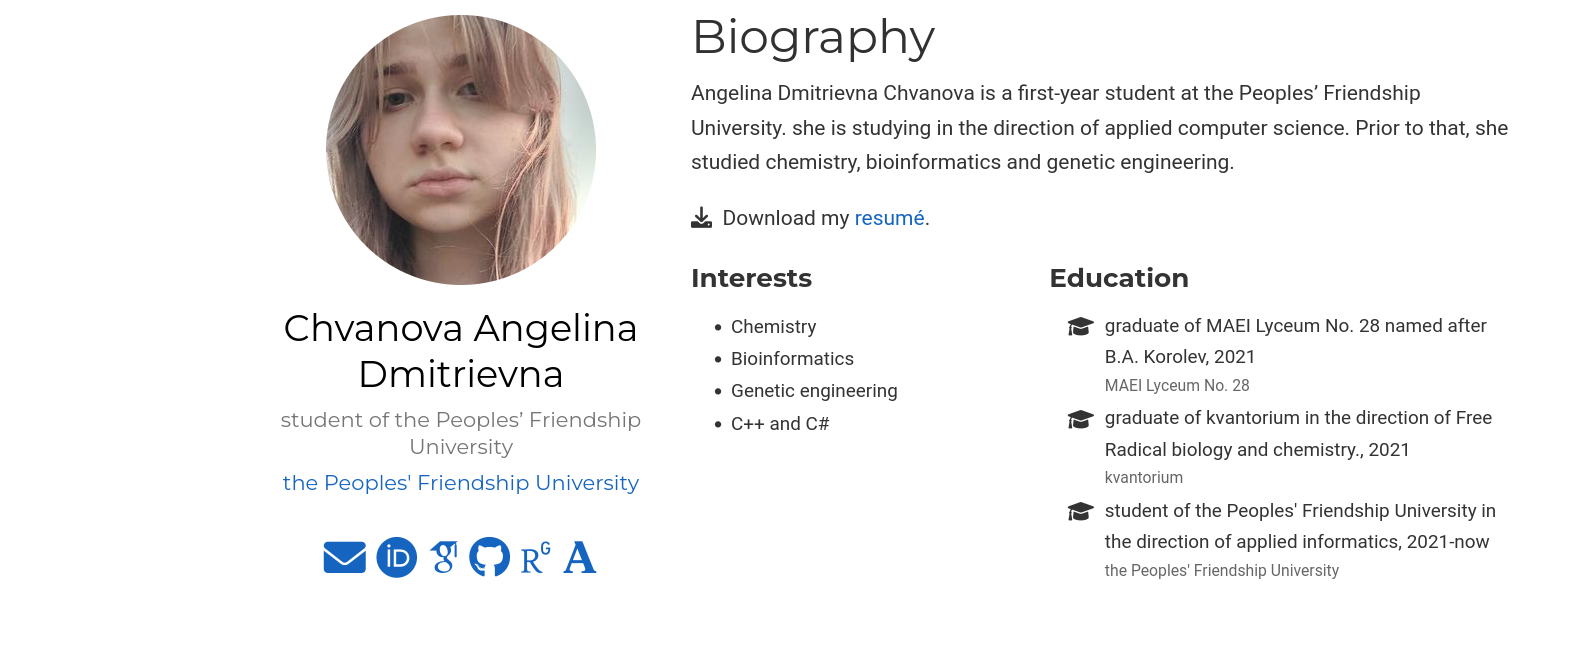 Biography
Angelina Dmitrievna Chvanova is a first-year student at the Peoples’ Friendship
University. she is studying in the direction of applied computer science. Prior to that, she
studied chemistry, bioinformatics and genetic engineering.
Download my resumé.
Chvanova Angelina
Dmitrievna
student of the Peoples’ Friendship
University
the Peoples' Friendship University
iD
g
R G
A
Interests
Chemistry
Bioinformatics
Genetic engineering
C++ and C#
Education
graduate of MAEI Lyceum No. 28 named after
B.A. Korolev, 2021
MAEI Lyceum No. 28
graduate of kvantorium in the direction of Free
Radical biology and chemistry., 2021
kvantorium
student of the Peoples' Friendship University in
the direction of applied informatics, 2021-now
the Peoples' Friendship University